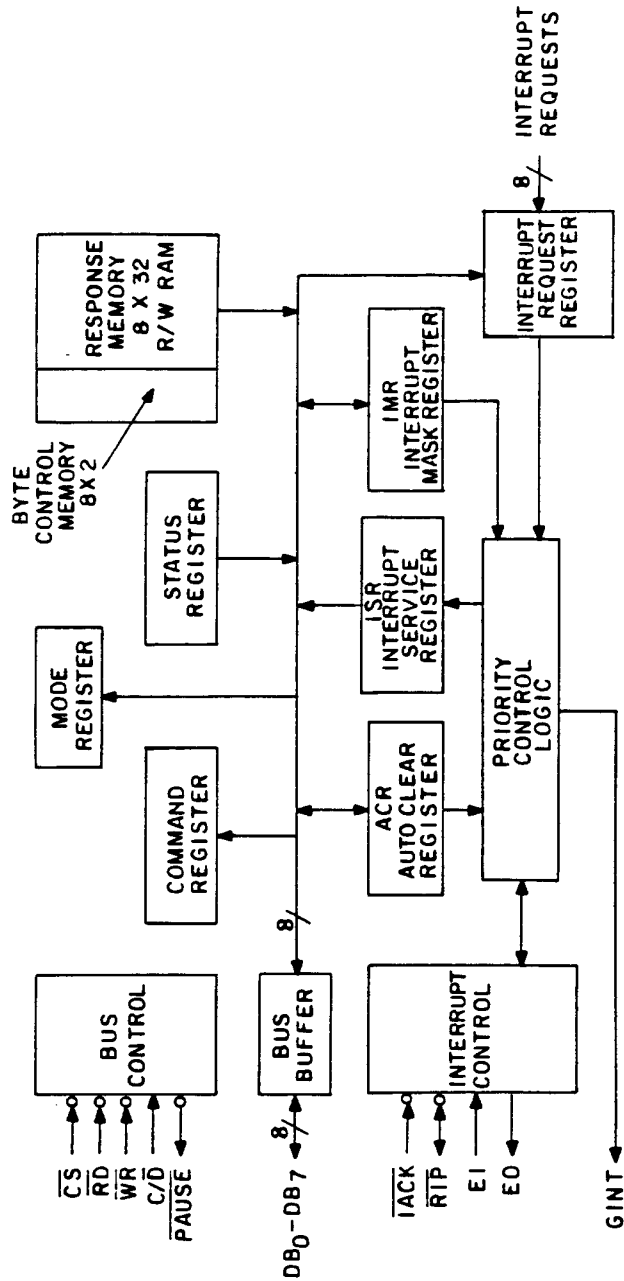 CS
RD
WR
C/D
PAUSE
BUS
CONTROL
COMMAND
REGISTER
MODE
REGISTER
STATUS
REGISTER
BYTE
CONTROL
MEMORY
8X2
RESPONSE
MEMORY
8 X 32
R/W RAM
DB0-DB7
8
BUS
BUFFER
8
IACK
RIP
EI
EO
INTERRUPT
CONTROL
ACR
AUTO CLEAR
REGISTER
ISR
INTERRUPT
SERVICE
REGISTER
IMR
INTERRUPT
MASK REGISTER
PRIORITY
CONTROL
LOGIC
INTERRUPT
REQUEST
REGISTER
8
INTERRUPT
REQUESTS
GINT